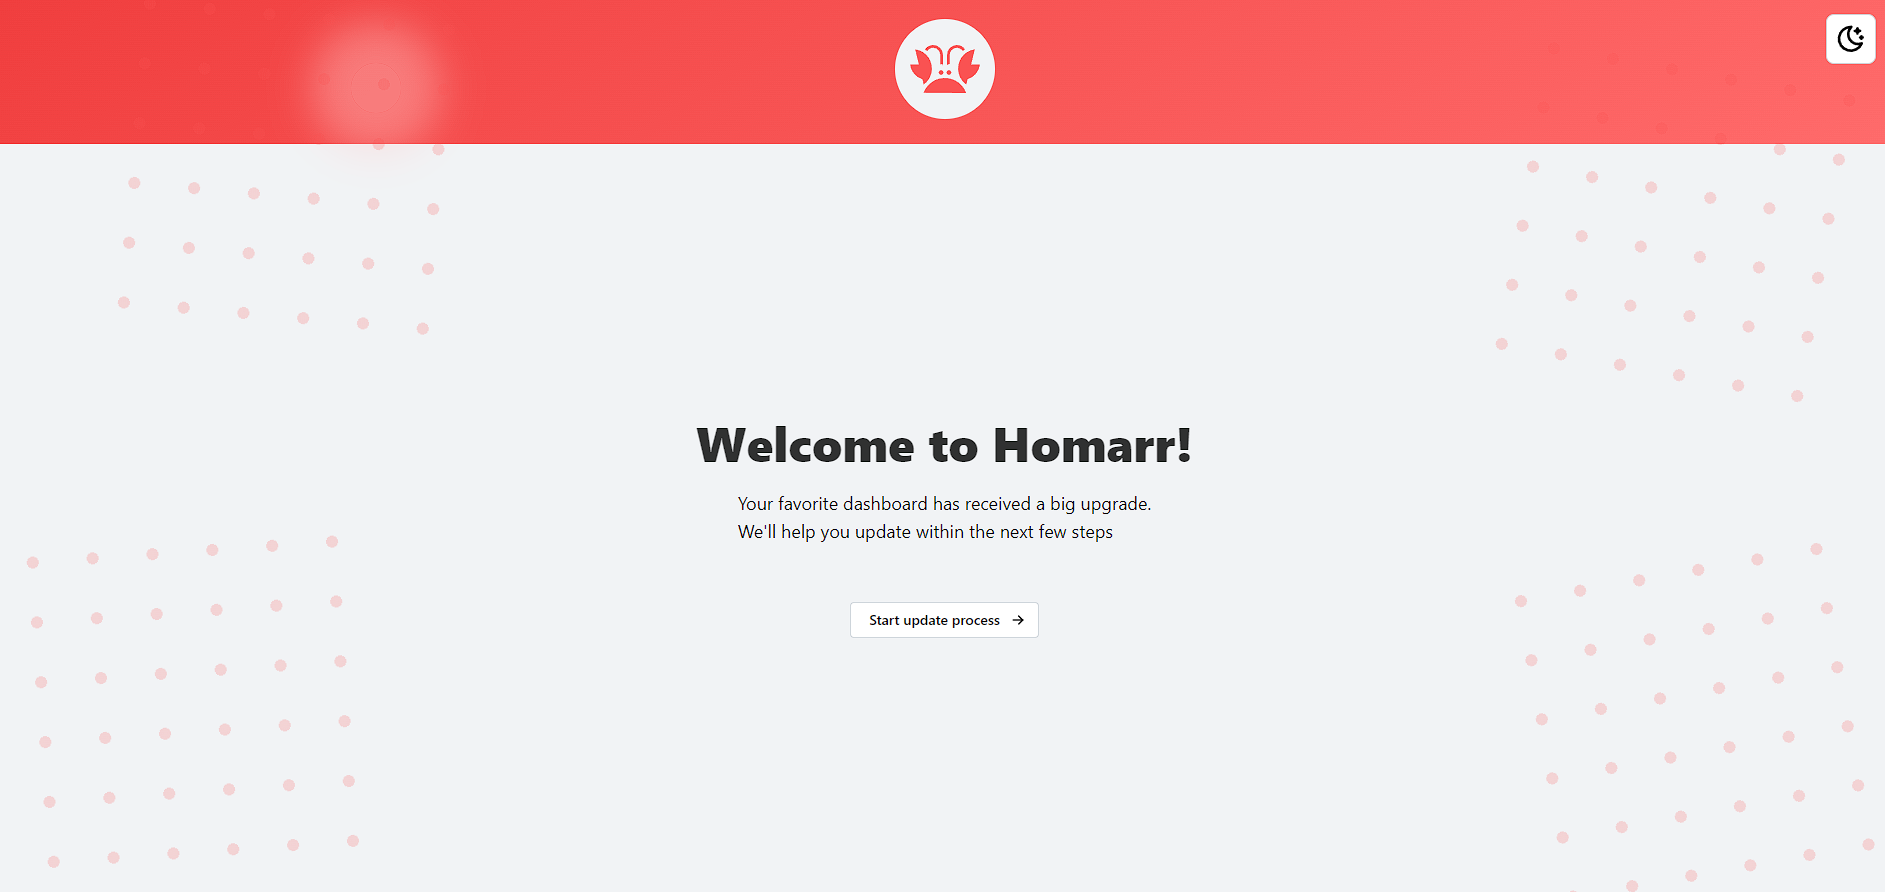 Welcome to Homarr!
Your favorite dashboard has received a big upgrade.
We'll help you update within the next few steps
Start update process